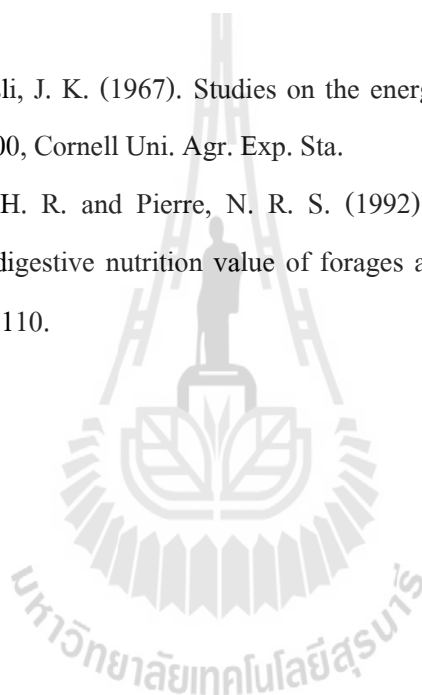 li, J. K. (1967). Studies on the energ
00, Cornell Uni. Agr. Exp. Sta.
H. R. and Pierre, N. R. S. (1992)
digestive nutrition value of forages a
110.
มหาวิทยาลัยเทคโนโลยีสุรนารี